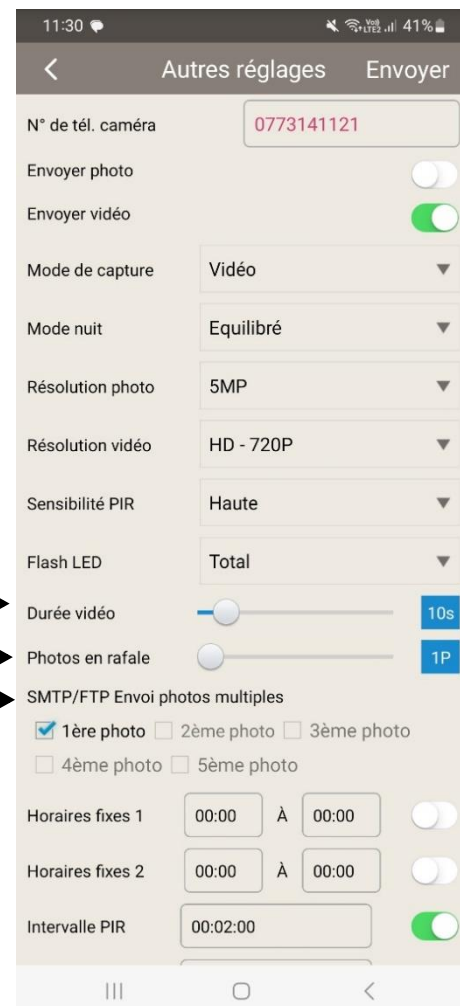 11:30 Vo)) LTE2 41%
Autres réglages Envoyer
N° de tél. caméra 0773141121
Envoyer photo
Envoyer vidéo
Mode de capture Vidéo
Mode nuit Equilibré
Résolution photo 5MP
Résolution vidéo HD - 720P
Sensibilité PIR Haute
Flash LED Total
Durée vidéo 10s
Photos en rafale 1P
SMTP/FTP Envoi photos multiples
1ère photo 2ème photo 3ème photo
4ème photo 5ème photo
Horaires fixes 1 00:00 À 00:00
Horaires fixes 2 00:00 À 00:00
Intervalle PIR 00:02:00